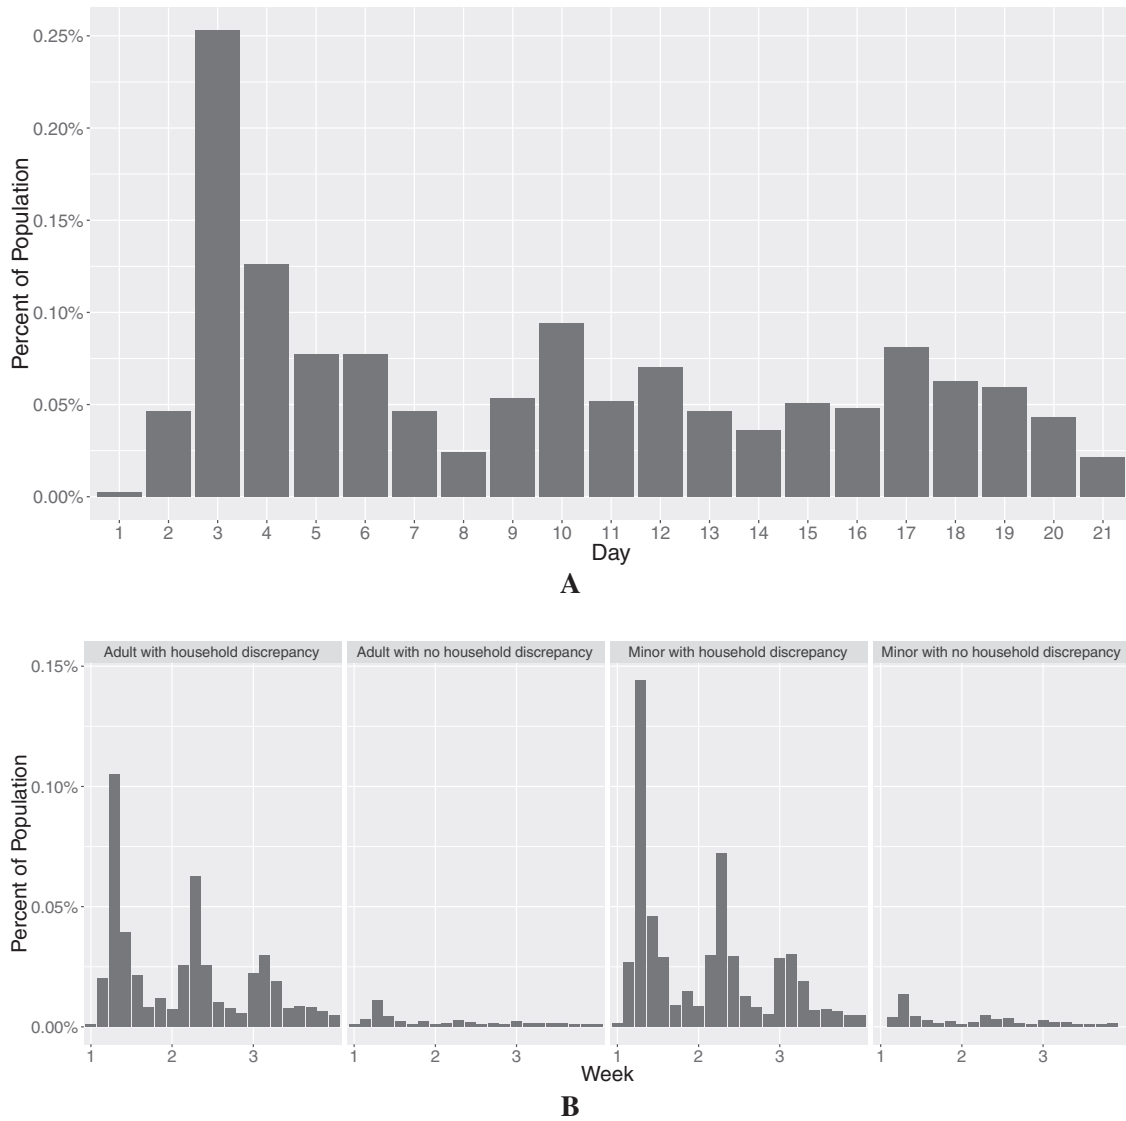 0.25%
0.20%
0.15%
0.10%
0.05%
0.00%
Percent of Population
1 2 3 4 5 6 7 8 9 10 11 12 13 14 15 16 17 18 19 20 21
Day
A
Adult with household discrepancy Adult with no household discrepancy Minor with household discrepancy Minor with no household discrepancy
0.15%
0.10%
0.05%
0.00%
Percent of Population
1 2 3 1 2 3 1 2 3 1 2 3
Week
B